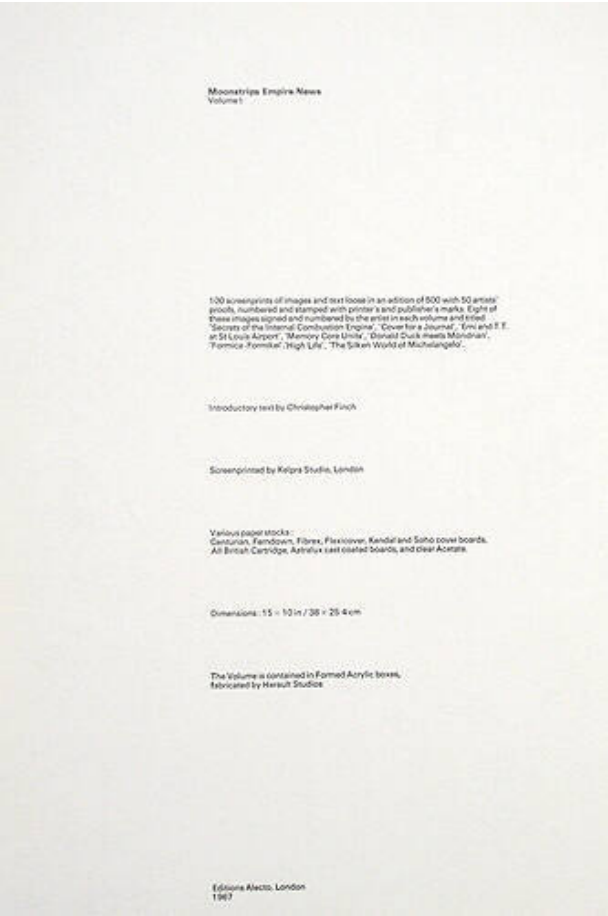 Moonstrips Empire News
Volume 1
100 screenprints of images and text loose in an edition of 500 with 50 artists'
proofs, numbered and stamped with printer's and publisher's marks. Eight of
these images signed and numbered by the artist in each volume and titled
'Secrets of the Internal Combustion Engine', 'Cover for a Journal', 'Emi and T.T.
at St Louis Airport', 'Memory Core Units', 'Donald Duck meets Mondrian',
'Formica-Formikel', 'High Life', 'The Silken World of Michelangelo'.
Introductory text by Christopher Finch
Screenprinted by Kelpra Studio, London
Various paper stocks:
Centurian, Ferndown, Fibrex, Plexicover, Kendal and Soho cover boards,
All British Cartridge, Astralux cast coated boards, and clear Acetate.
Dimensions: 15 × 10 in / 38 × 25·4 cm
The Volume is contained in Formed Acrylic boxes,
fabricated by Herault Studios
Editions Alecto, London
1967